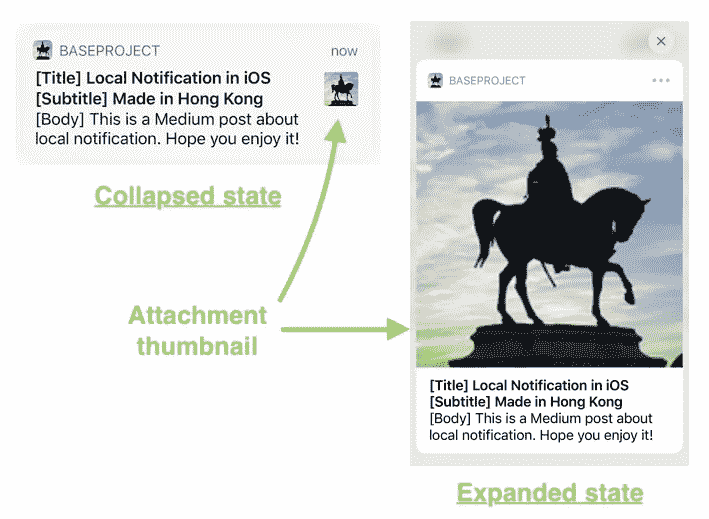 BASEPROJECT
now
[Title] Local Notification in iOS
[Subtitle] Made in Hong Kong
[Body] This is a Medium post about
local notification. Hope you enjoy it!
Collapsed state
Attachment
thumbnail
BASEPROJECT
[Title] Local Notification in iOS
[Subtitle] Made in Hong Kong
[Body] This is a Medium post about
local notification. Hope you enjoy it!
Expanded state